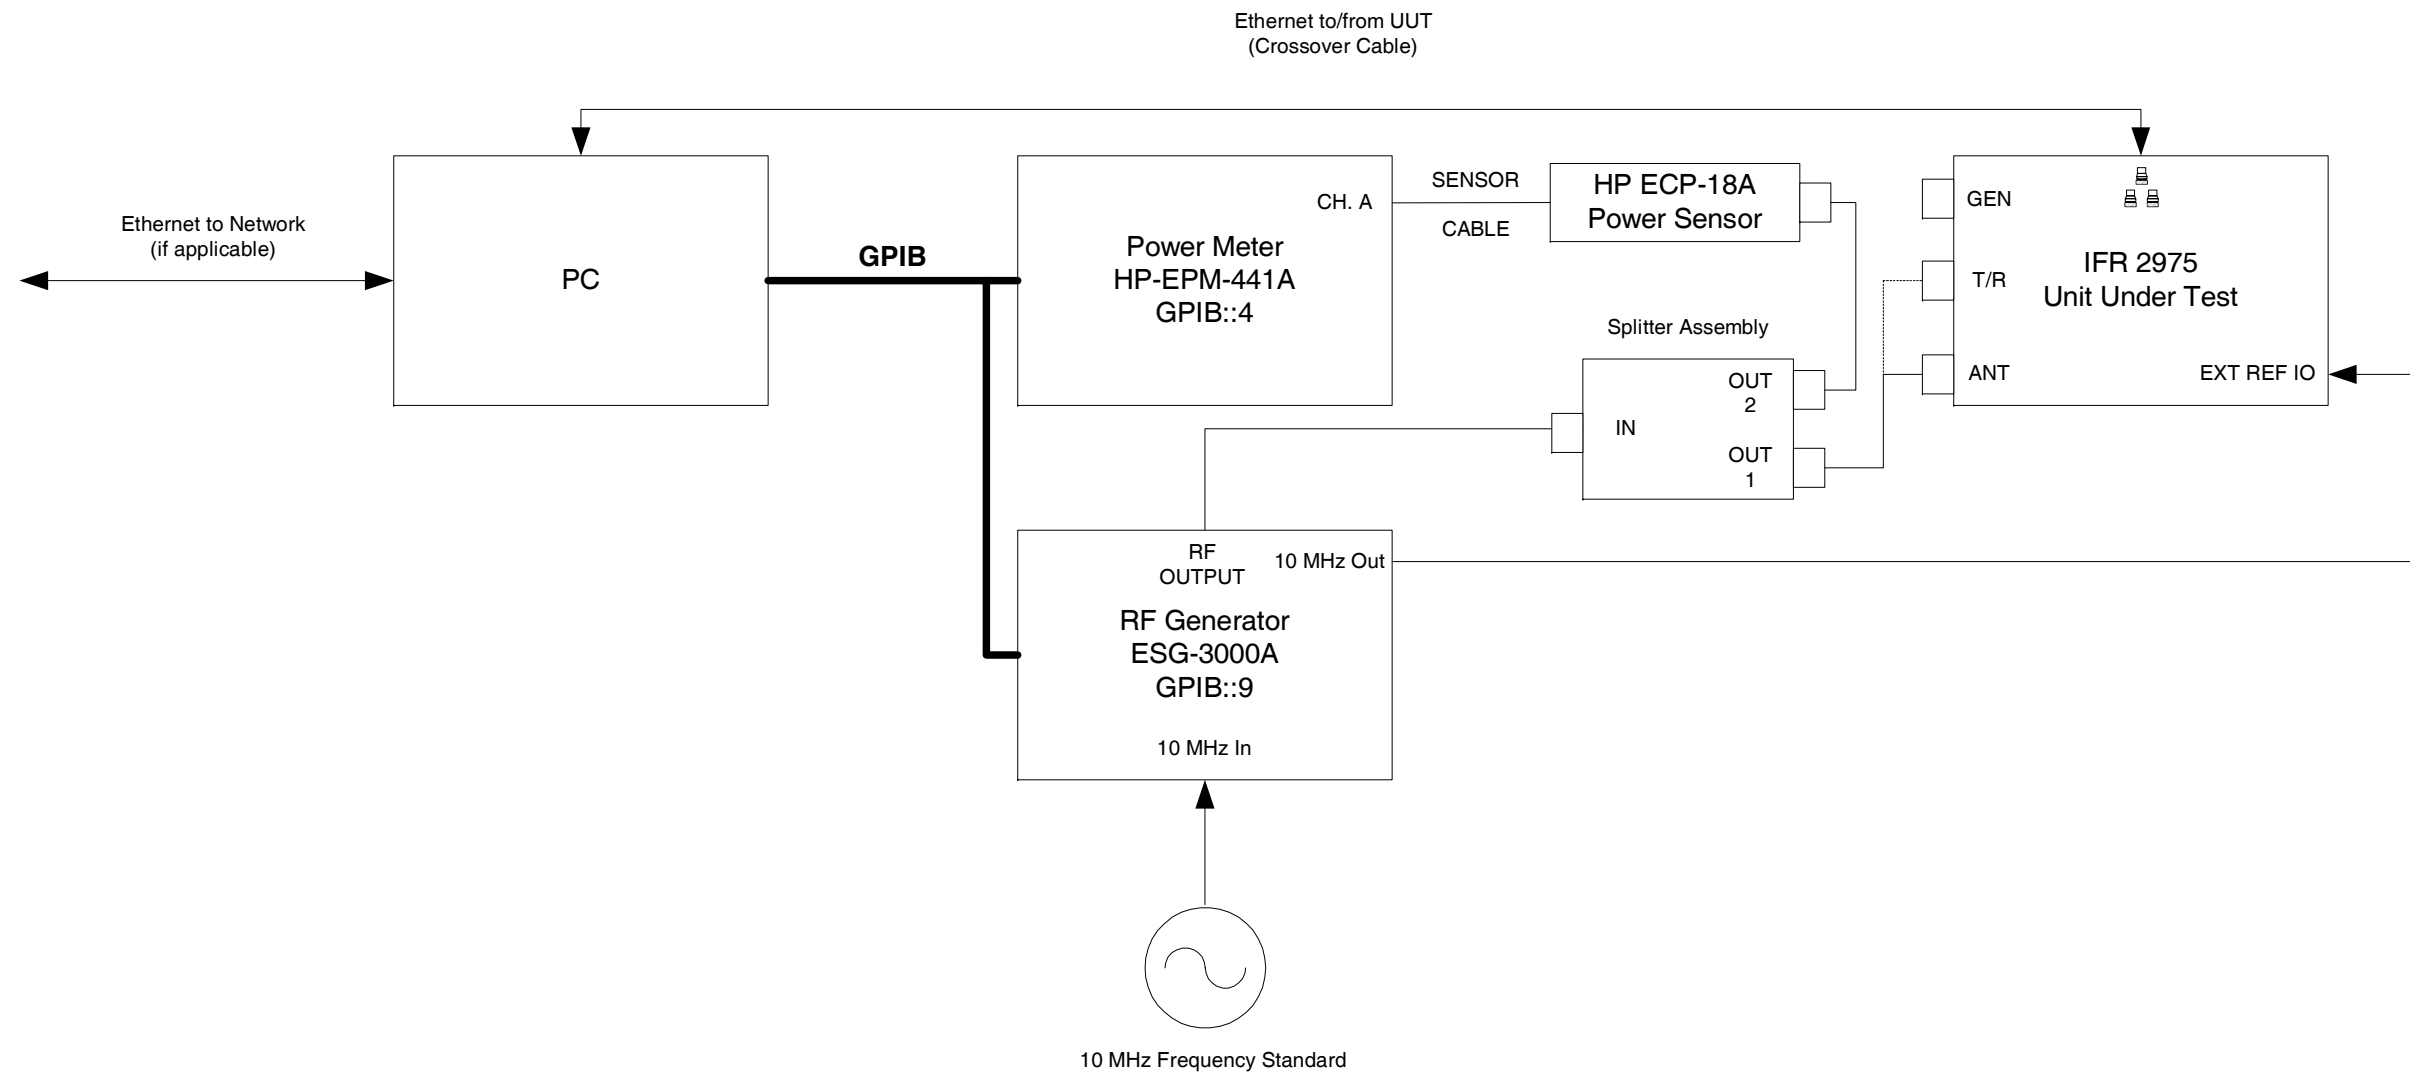 Ethernet to/from UUT
(Crossover Cable)
Ethernet to Network
(if applicable)
PC
GPIB
Power Meter
HP-EPM-441A
GPIB::4
CH. A
SENSOR
CABLE
HP ECP-18A
Power Sensor
GEN
T/R
ANT
IFR 2975
Unit Under Test
EXT REF IO
Splitter Assembly
IN
OUT
2
OUT
1
RF
OUTPUT
10 MHz Out
RF Generator
ESG-3000A
GPIB::9
10 MHz In
10 MHz Frequency Standard